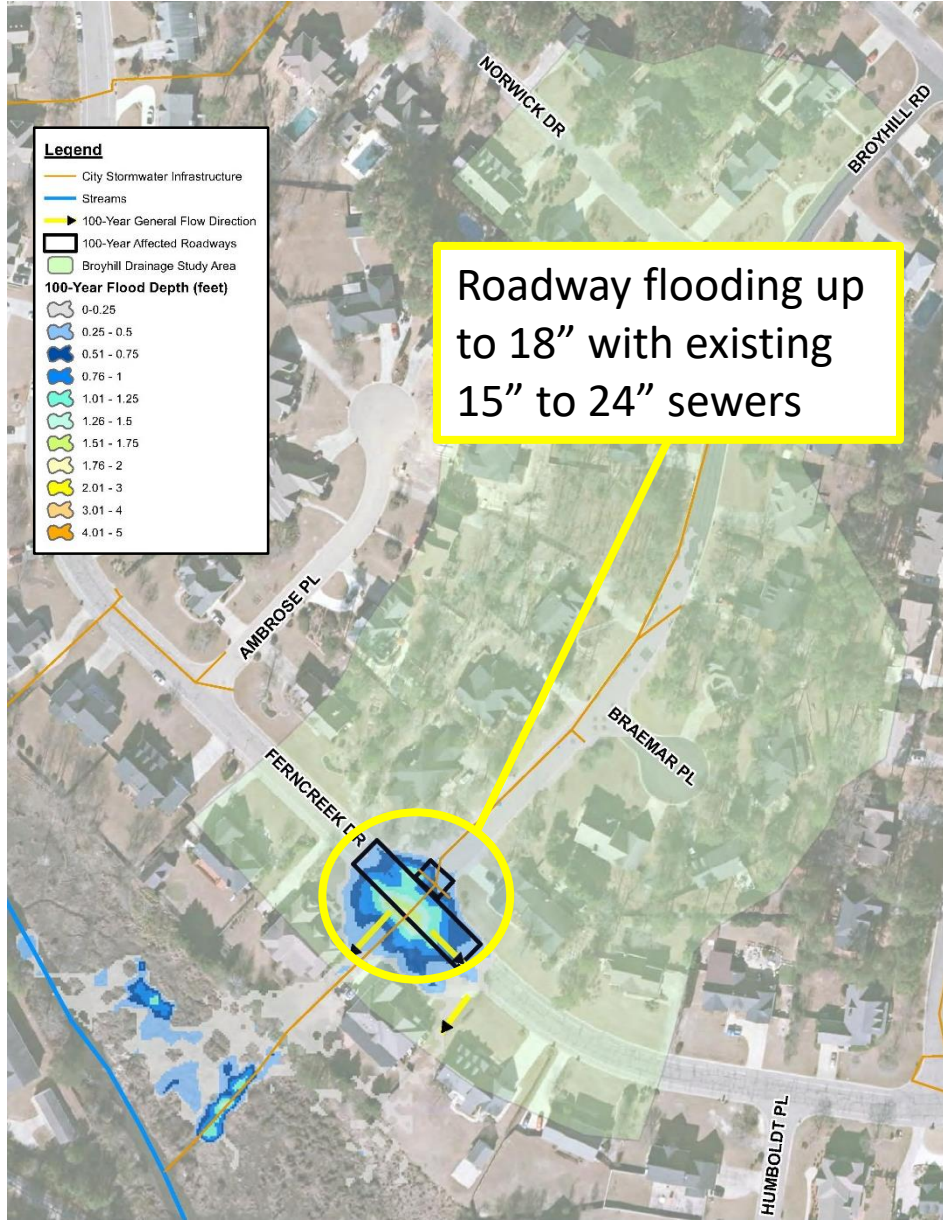 NORWICK DR
BROYHILL RD
Legend
City Stormwater Infrastructure
Streams
100-Year General Flow Direction
100-Year Affected Roadways
Broyhill Drainage Study Area
100-Year Flood Depth (feet)
0-0.25
0.25 - 0.5
0.51 - 0.75
0.76 - 1
1.01 - 1.25
1.26 - 1.5
1.51 - 1.75
1.76 - 2
2.01 - 3
3.01 - 4
4.01 - 5
Roadway flooding up
to 18” with existing
15” to 24” sewers
AMBROSE PL
BRAEMAR PL
FERNCREEK DR
HUMBOLDT PL